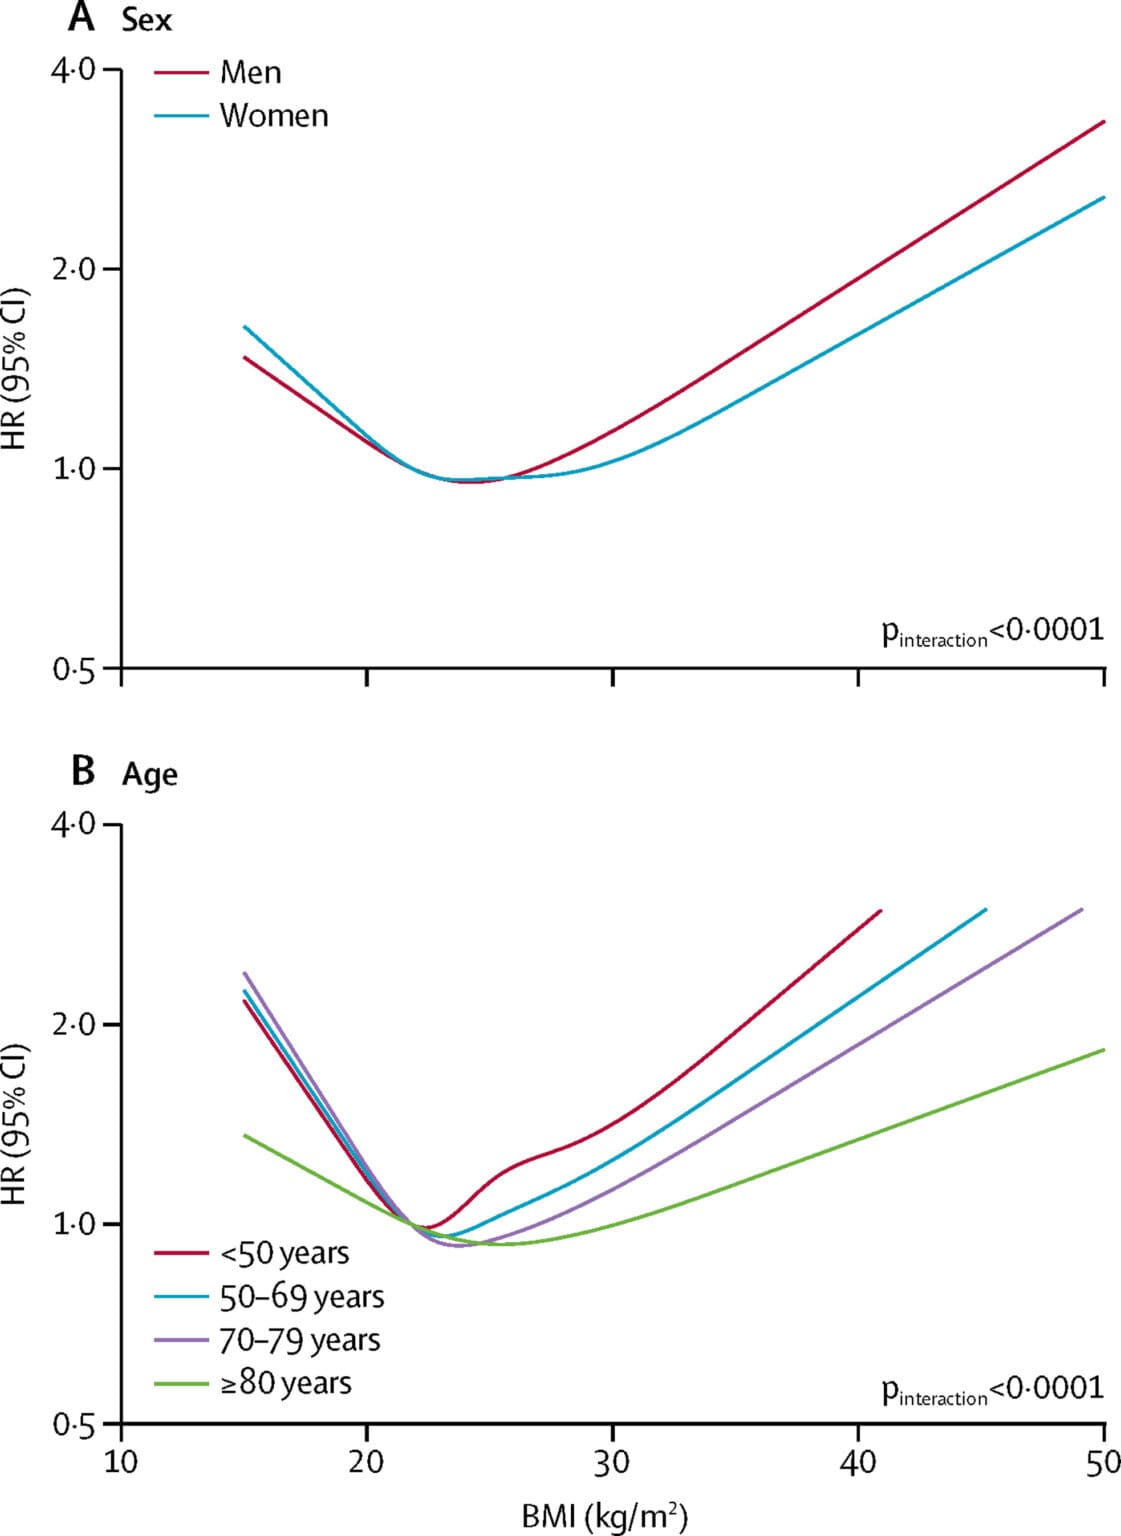 A Sex
4·0
Men
Women
2·0
HR (95% CI)
1·0
pinteraction<0·0001
0·5
B Age
4·0
2·0
HR (95% CI)
1·0
<50 years
50–69 years
70–79 years
≥80 years
pinteraction<0·0001
0·5
10 20 30 40 50
BMI (kg/m²)